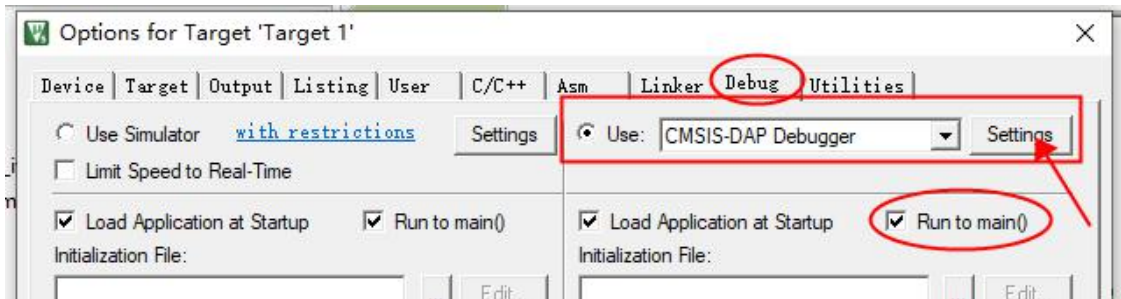 Options for Target 'Target 1'
Device Target Output Listing User C/C++ Asm Linker Debug Utilities
Use Simulator with restrictions Settings Use: CMSIS-DAP Debugger Settings
Limit Speed to Real-Time
Load Application at Startup Run to main() Load Application at Startup Run to main()
Initialization File: Initialization File:
Edit... Edit...